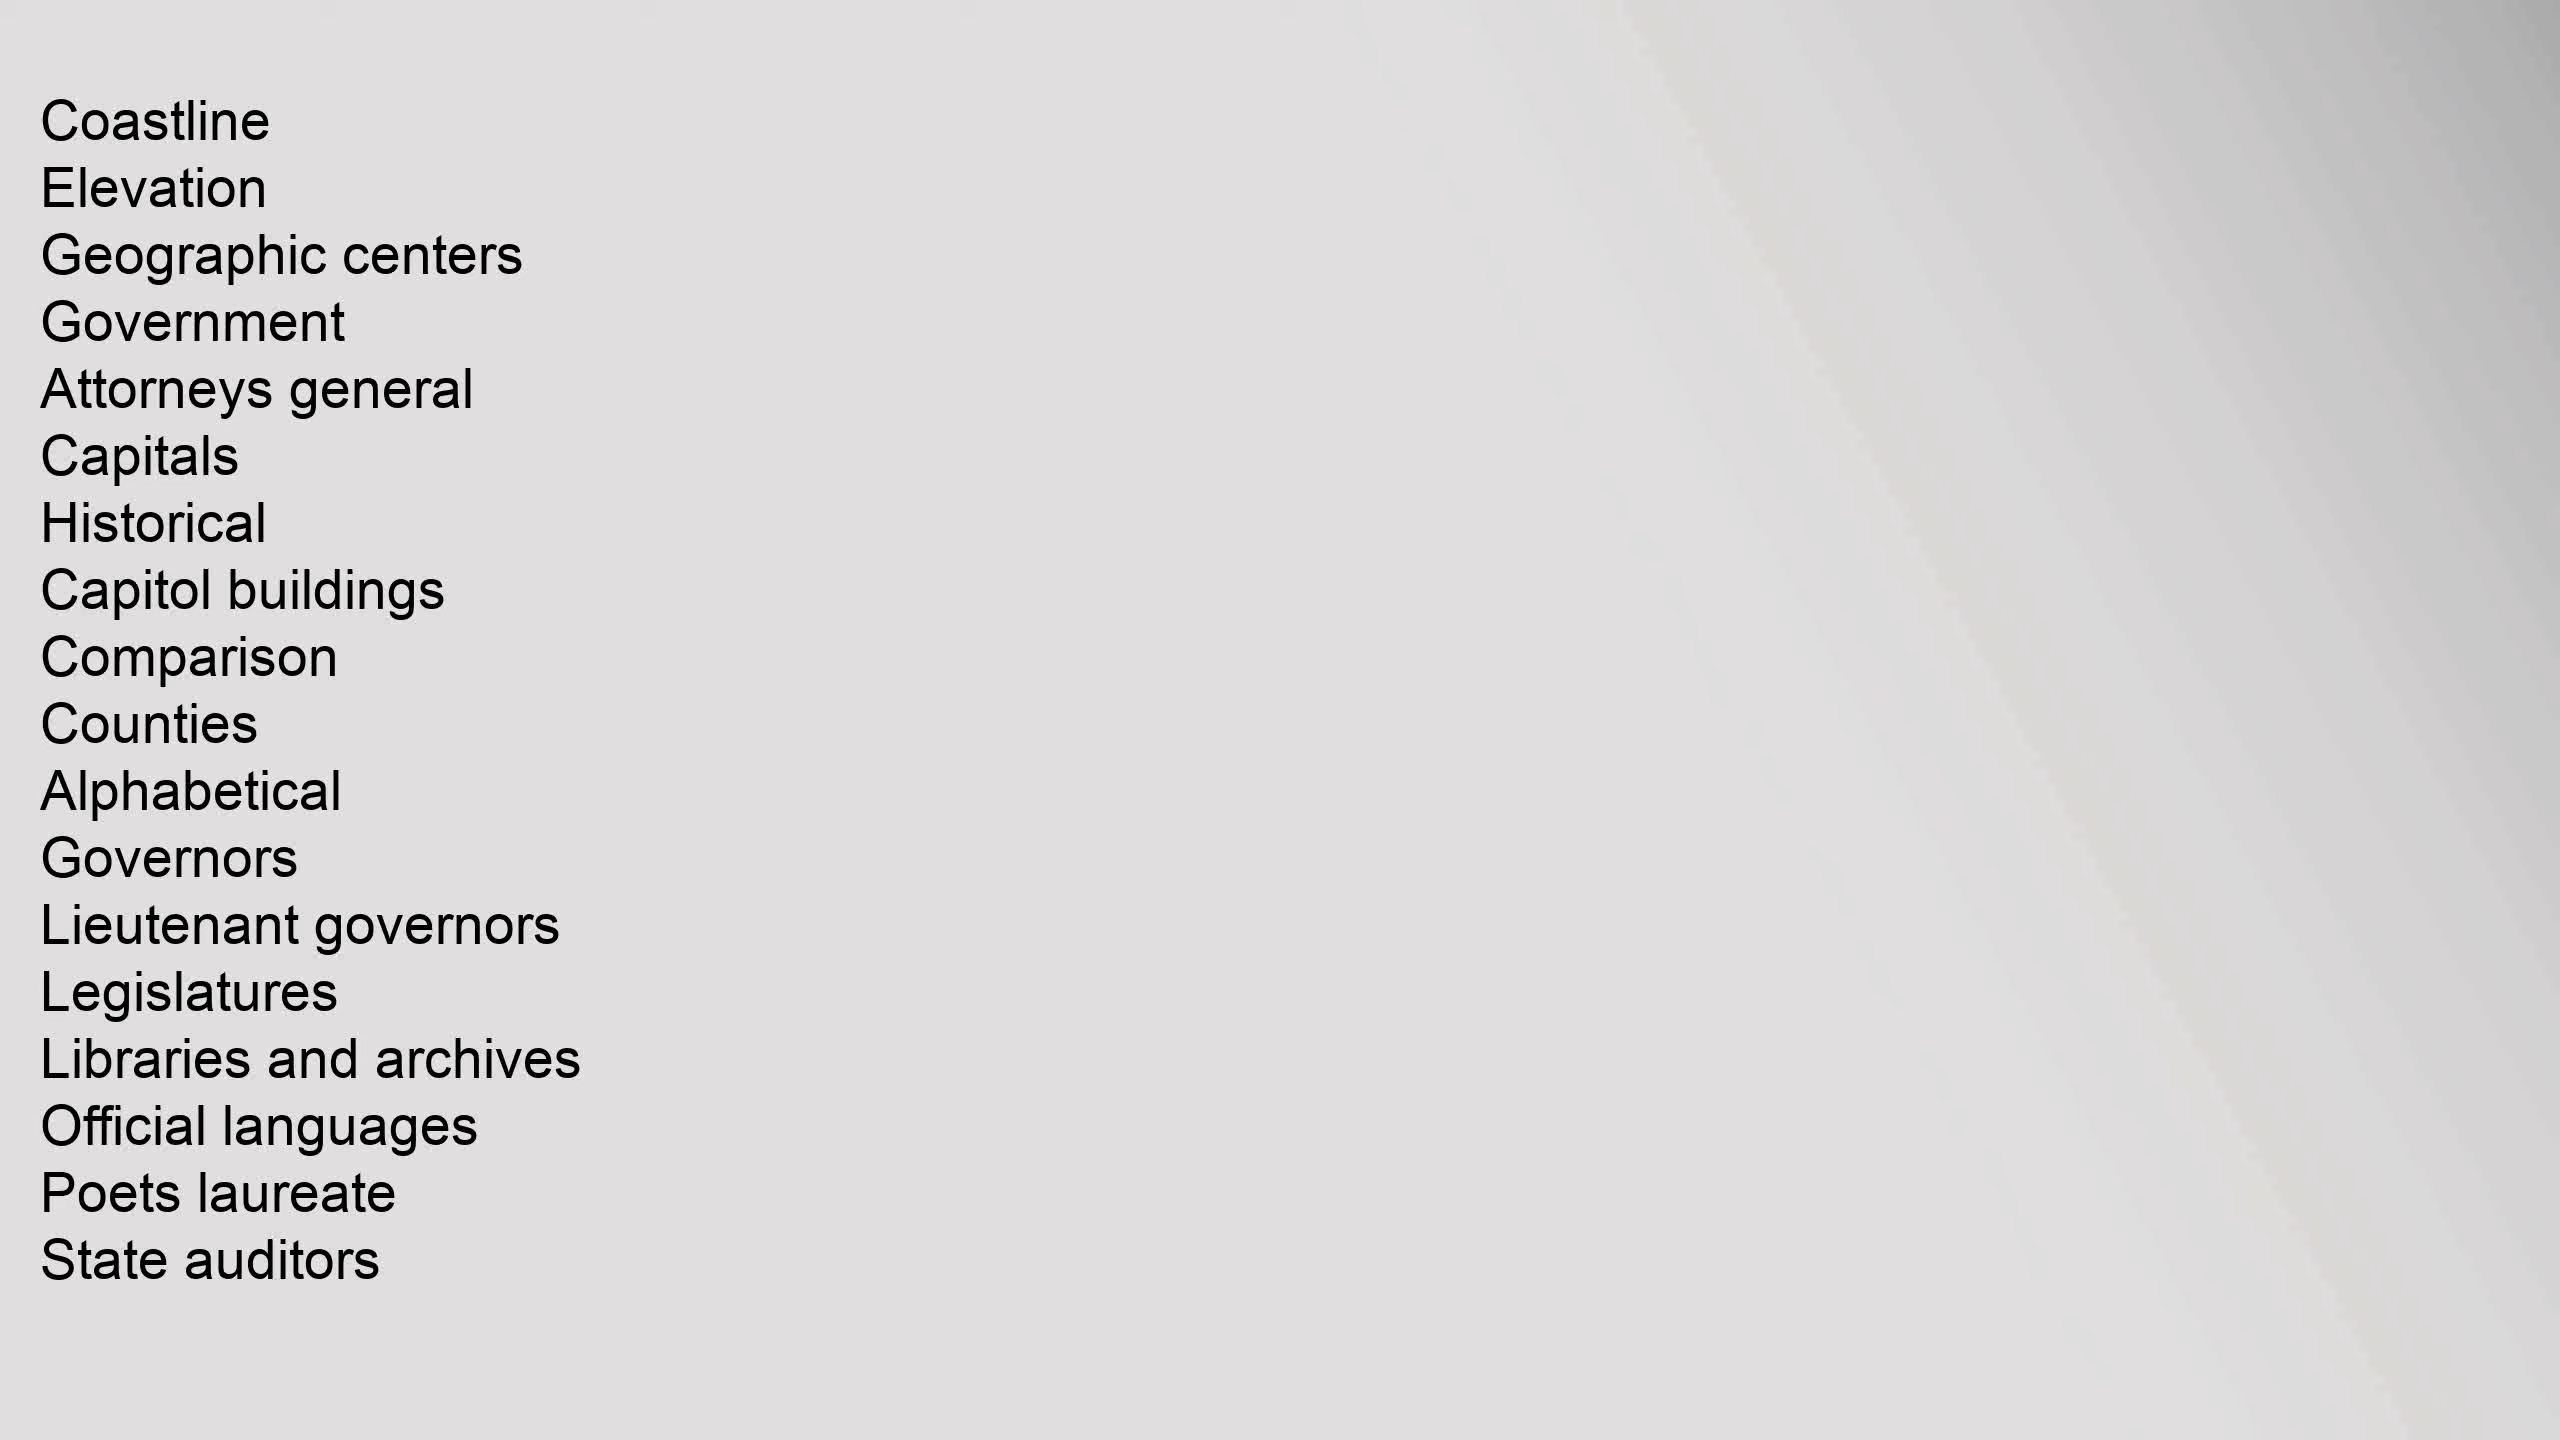 Coastline
Elevation
Geographic centers
Government
Attorneys general
Capitals
Historical
Capitol buildings
Comparison
Counties
Alphabetical
Governors
Lieutenant governors
Legislatures
Libraries and archives
Official languages
Poets laureate
State auditors